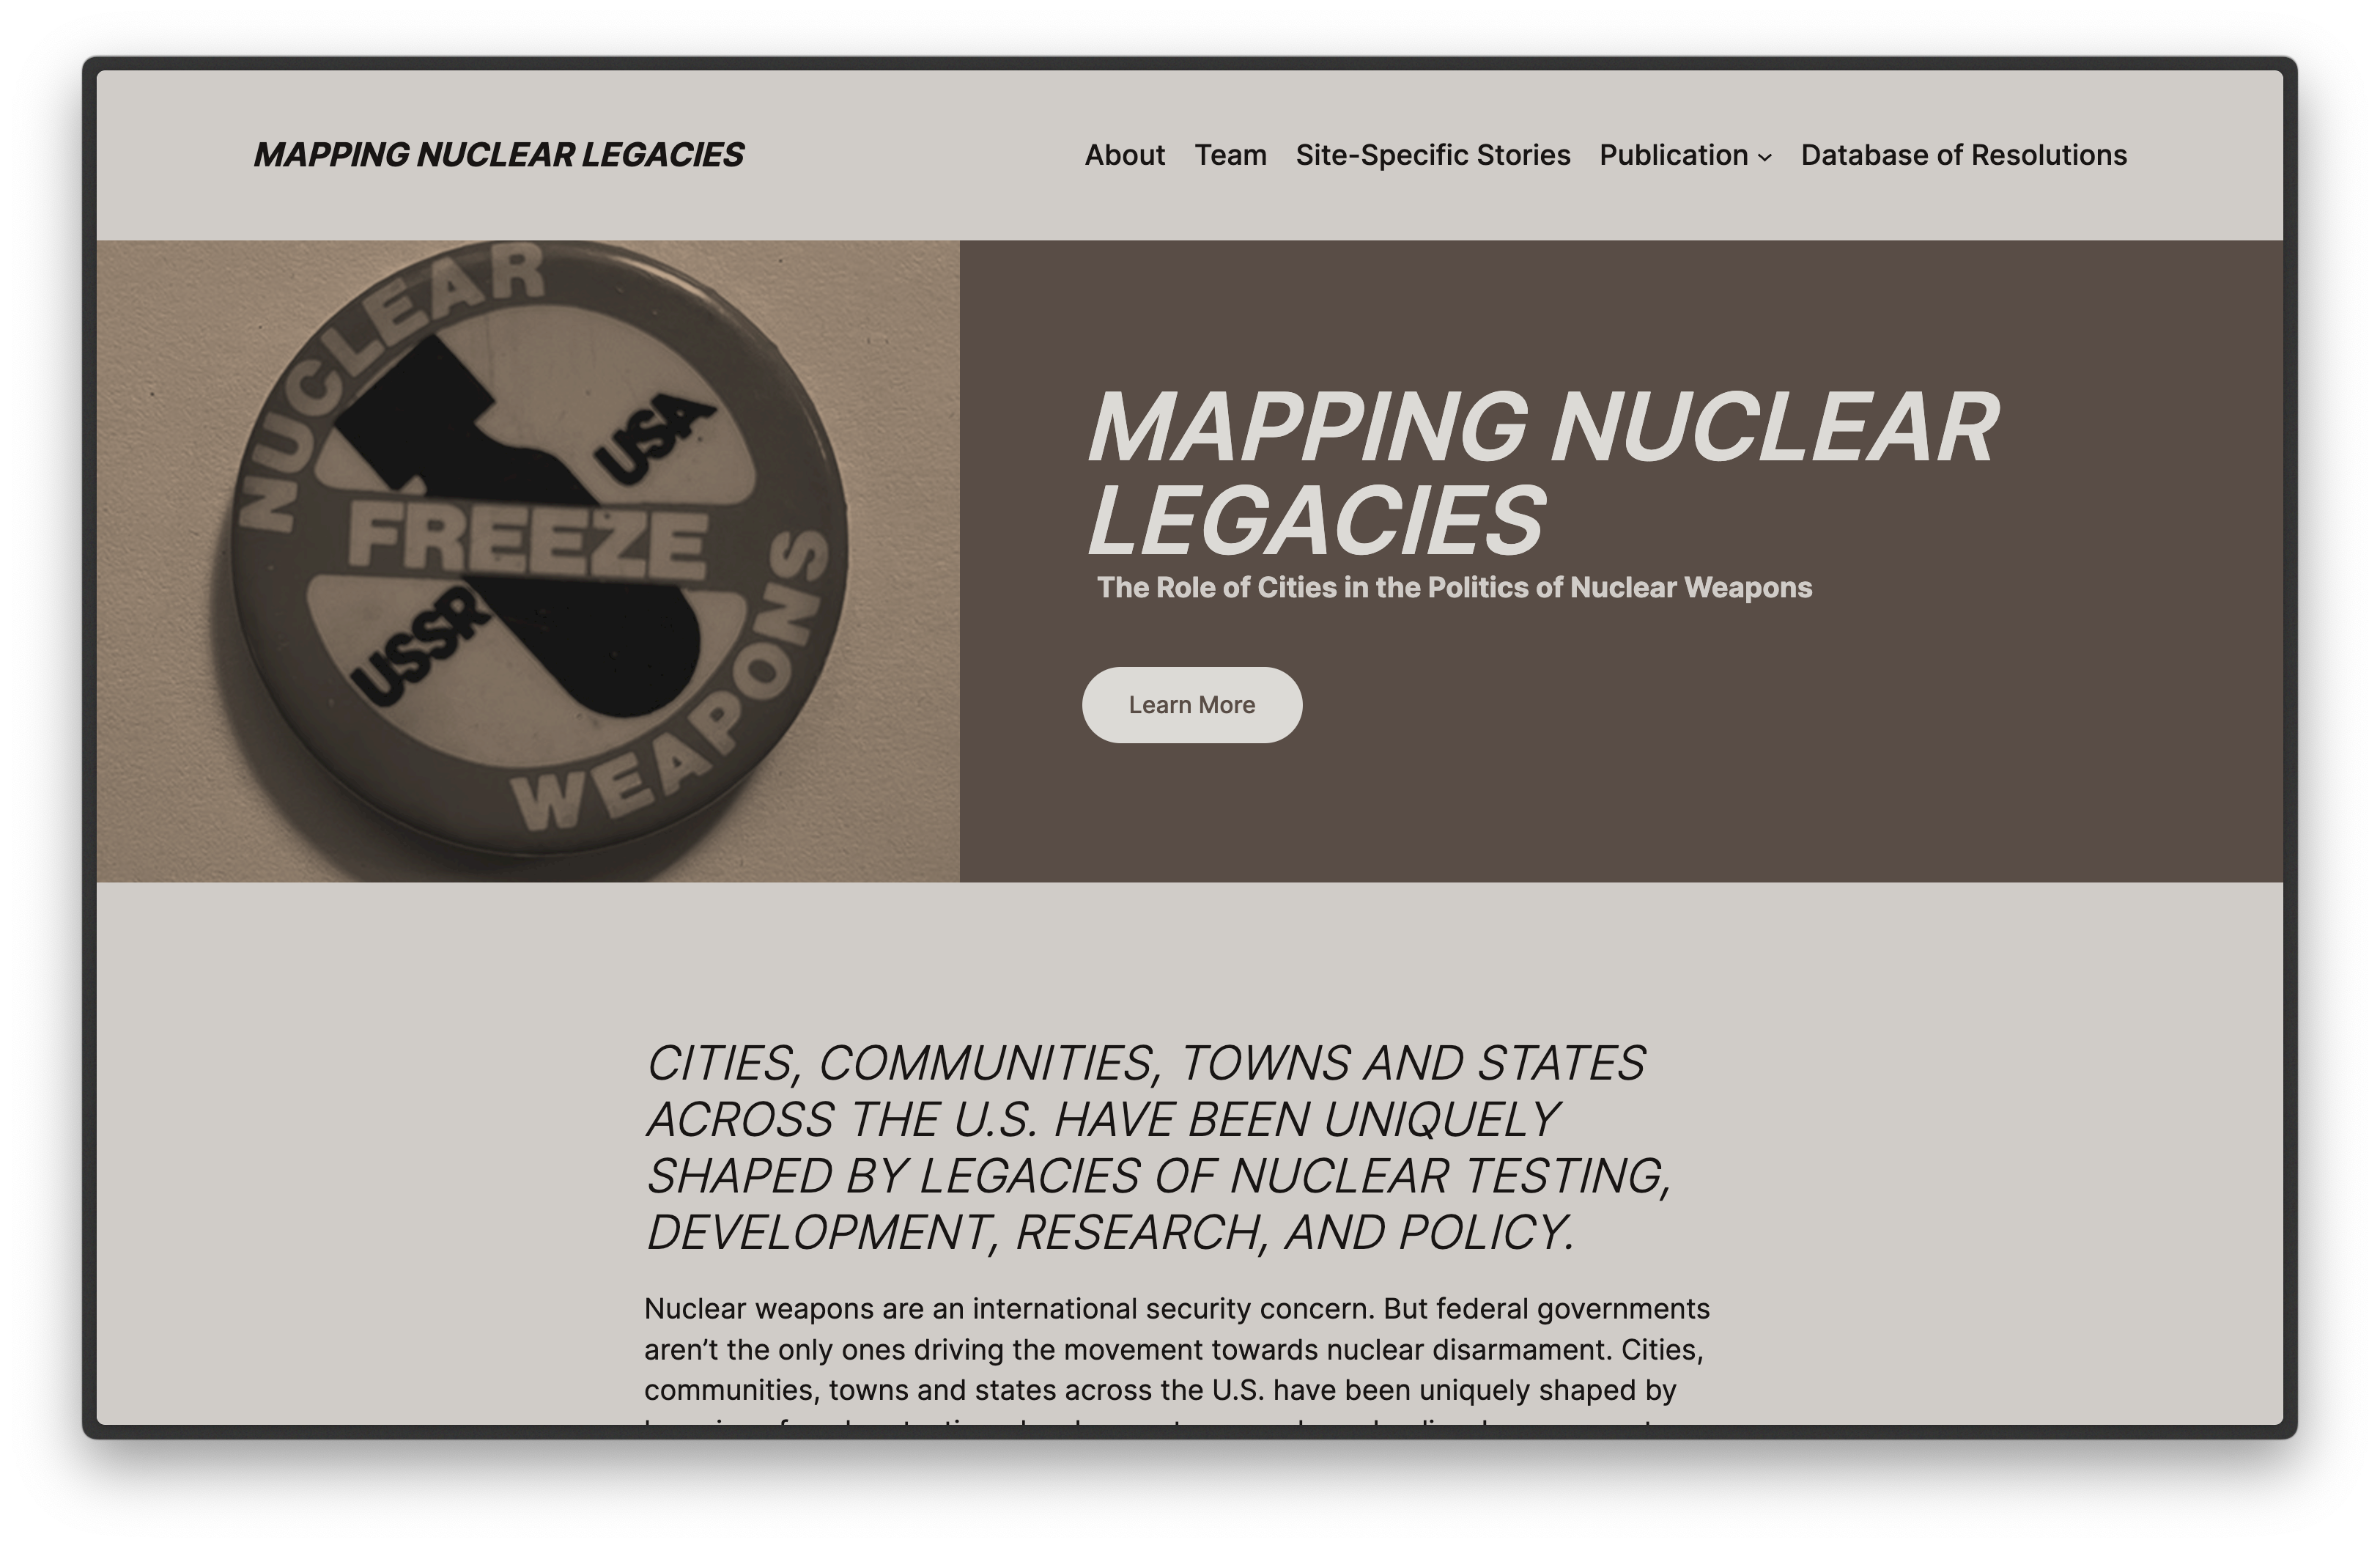 MAPPING NUCLEAR LEGACIES
About Team Site-Specific Stories Publication Database of Resolutions
NUCLEAR
USA
FREEZE
USSR
WEAPONS
MAPPING NUCLEAR
LEGACIES
The Role of Cities in the Politics of Nuclear Weapons
Learn More
CITIES, COMMUNITIES, TOWNS AND STATES
ACROSS THE U.S. HAVE BEEN UNIQUELY
SHAPED BY LEGACIES OF NUCLEAR TESTING,
DEVELOPMENT, RESEARCH, AND POLICY.
Nuclear weapons are an international security concern. But federal governments
aren’t the only ones driving the movement towards nuclear disarmament. Cities,
communities, towns and states across the U.S. have been uniquely shaped by